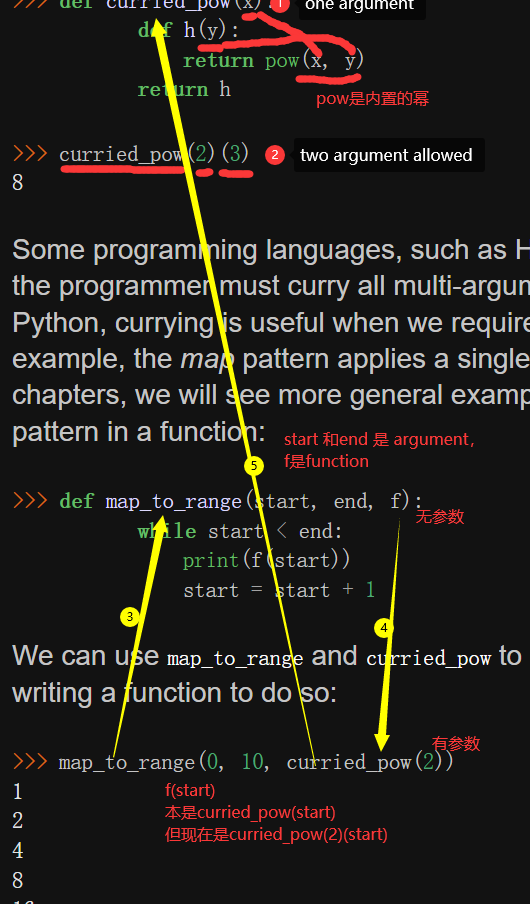 >>> def curried_pow(x):
1 one argument
def h(y):
return pow(x, y)
return h
pow是内置的幂
>>> curried_pow(2)(3) 2 two argument allowed
8
Some programming languages, such as H
the programmer must curry all multi-argum
Python, currying is useful when we require
example, the map pattern applies a single
chapters, we will see more general examp
pattern in a function:
start 和end 是 argument,
f是function
5
>>> def map_to_range(start, end, f):
无参数
while start < end:
print(f(start))
start = start + 1
3
4
We can use map_to_range and curried_pow to
writing a function to do so:
有参数
>>> map_to_range(0, 10, curried_pow(2))
1
f(start)
2
本是curried_pow(start)
4
但现在是curried_pow(2)(start)
8